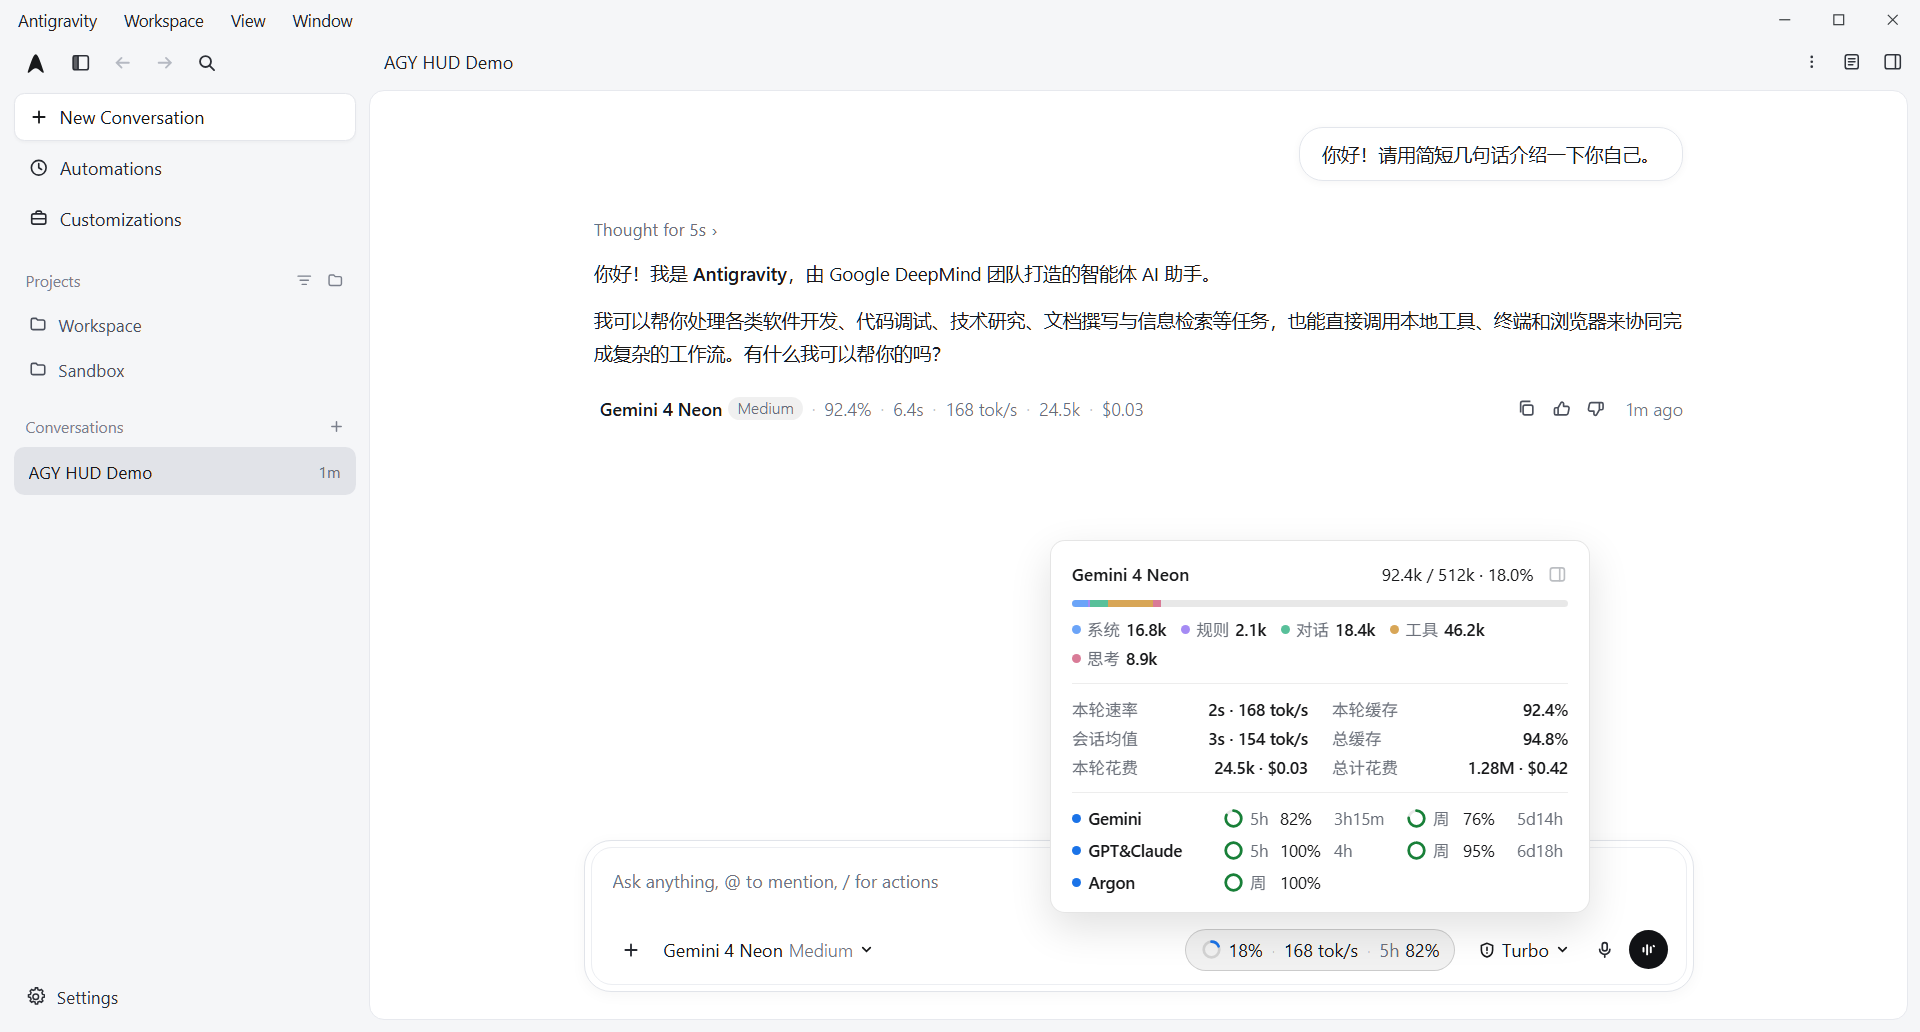 Antigravity Workspace View Window
AGY HUD Demo
New Conversation
Automations
Customizations
Projects
Workspace
Sandbox
Conversations
AGY HUD Demo 1m
Settings
你好！请用简短几句话介绍一下你自己。
Thought for 5s ›
你好！我是 Antigravity，由 Google DeepMind 团队打造的智能体 AI 助手。
我可以帮你处理各类软件开发、代码调试、技术研究、文档撰写与信息检索等任务，也能直接调用本地工具、终端和浏览器来协同完
成复杂的工作流。有什么我可以帮你的吗？
Gemini 4 Neon Medium · 92.4% · 6.4s · 168 tok/s · 24.5k · $0.03 1m ago
Gemini 4 Neon 92.4k / 512k · 18.0%
系统 16.8k 规则 2.1k 对话 18.4k 工具 46.2k
思考 8.9k
本轮速率 2s · 168 tok/s 本轮缓存 92.4%
会话均值 3s · 154 tok/s 总缓存 94.8%
本轮花费 24.5k · $0.03 总计花费 1.28M · $0.42
Gemini 5h 82% 3h15m 周 76% 5d14h
GPT&Claude 5h 100% 4h 周 95% 6d18h
Argon 周 100%
Ask anything, @ to mention, / for actions
Gemini 4 Neon Medium 18% · 168 tok/s · 5h 82% Turbo